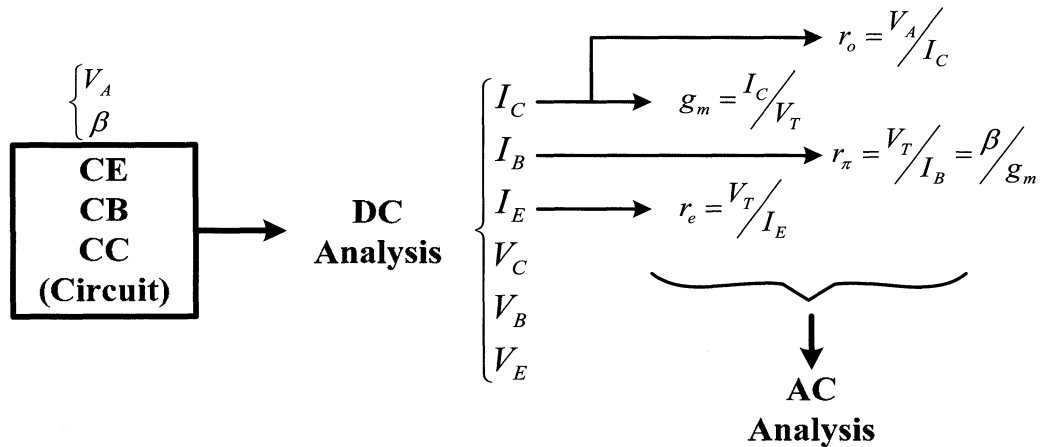 V_A
β
CE
CB
CC
(Circuit)
DC
Analysis
I_C
I_B
I_E
V_C
V_B
V_E
r_o = V_A/I_C
g_m = I_C/V_T
r_π = V_T/I_B = β/g_m
r_e = V_T/I_E
AC
Analysis